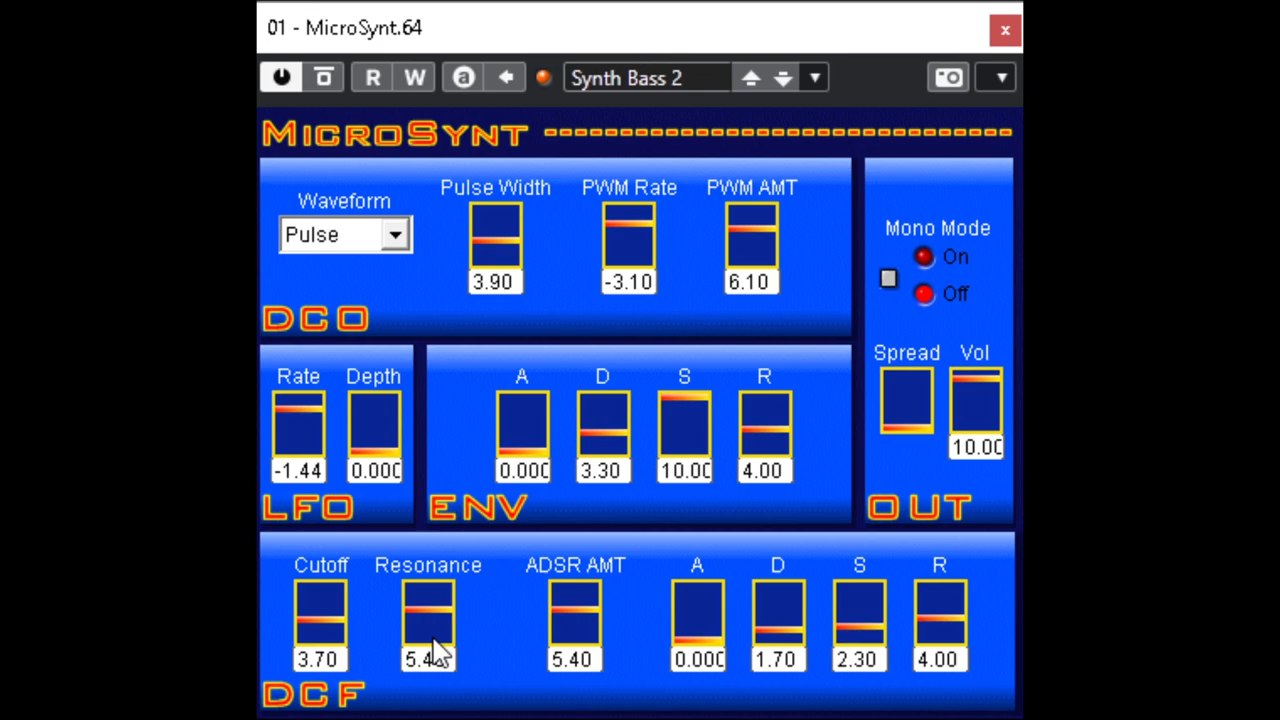 01 - MicroSynt.64
x
R W a Synth Bass 2
MicroSynt
Waveform Pulse Width PWM Rate PWM AMT
Pulse
3.90 -3.10 6.10
DCO
Mono Mode
On
Off
Spread Vol
10.00
OUT
Rate Depth
-1.44 0.000
LFO
A D S R
0.000 3.30 10.00 4.00
ENV
Cutoff Resonance ADSR AMT A D S R
3.70 5.40 5.40 0.000 1.70 2.30 4.00
DCF